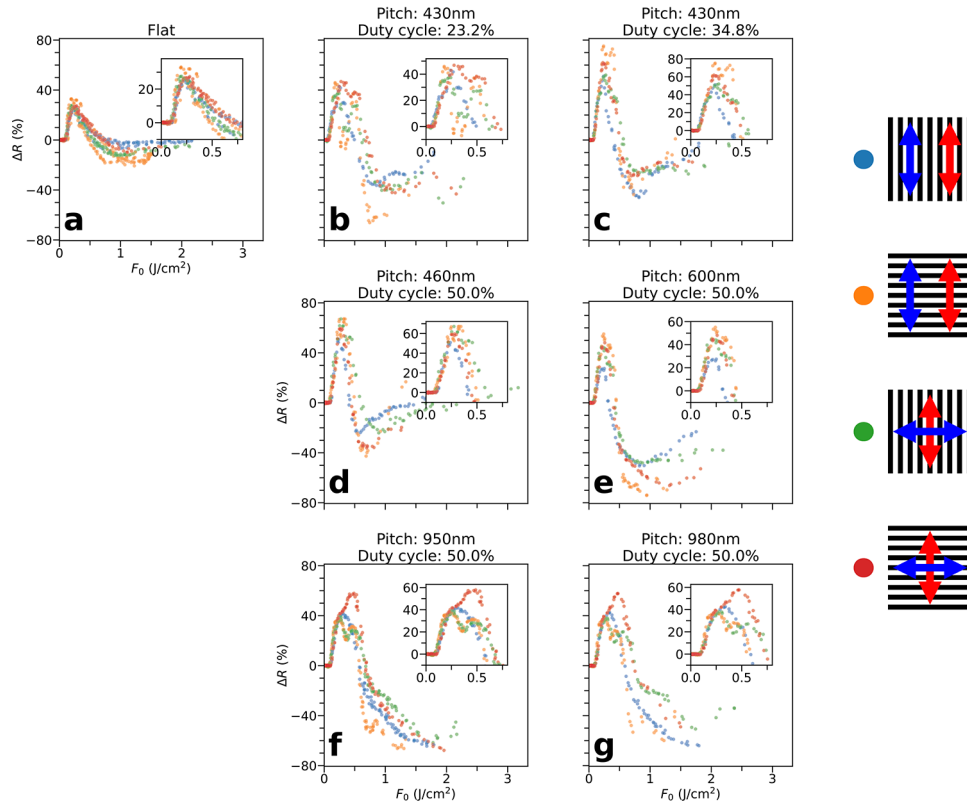 Flat
80
40
0
−40
−80
ΔR (%)
20
0
0.0
0.5
a
0
1
2
3
F₀ (J/cm²)
Pitch: 430nm
Duty cycle: 23.2%
40
20
0
0.0
0.5
b
Pitch: 430nm
Duty cycle: 34.8%
80
60
40
20
0
0.0
0.5
c
Pitch: 460nm
Duty cycle: 50.0%
80
40
0
−40
−80
ΔR (%)
60
40
20
0
0.0
0.5
d
Pitch: 600nm
Duty cycle: 50.0%
60
40
20
0
0.0
0.5
e
Pitch: 950nm
Duty cycle: 50.0%
80
40
0
−40
−80
ΔR (%)
60
40
20
0
0.0
0.5
f
0
1
2
3
F₀ (J/cm²)
Pitch: 980nm
Duty cycle: 50.0%
60
40
20
0
0.0
0.5
g
0
1
2
3
F₀ (J/cm²)